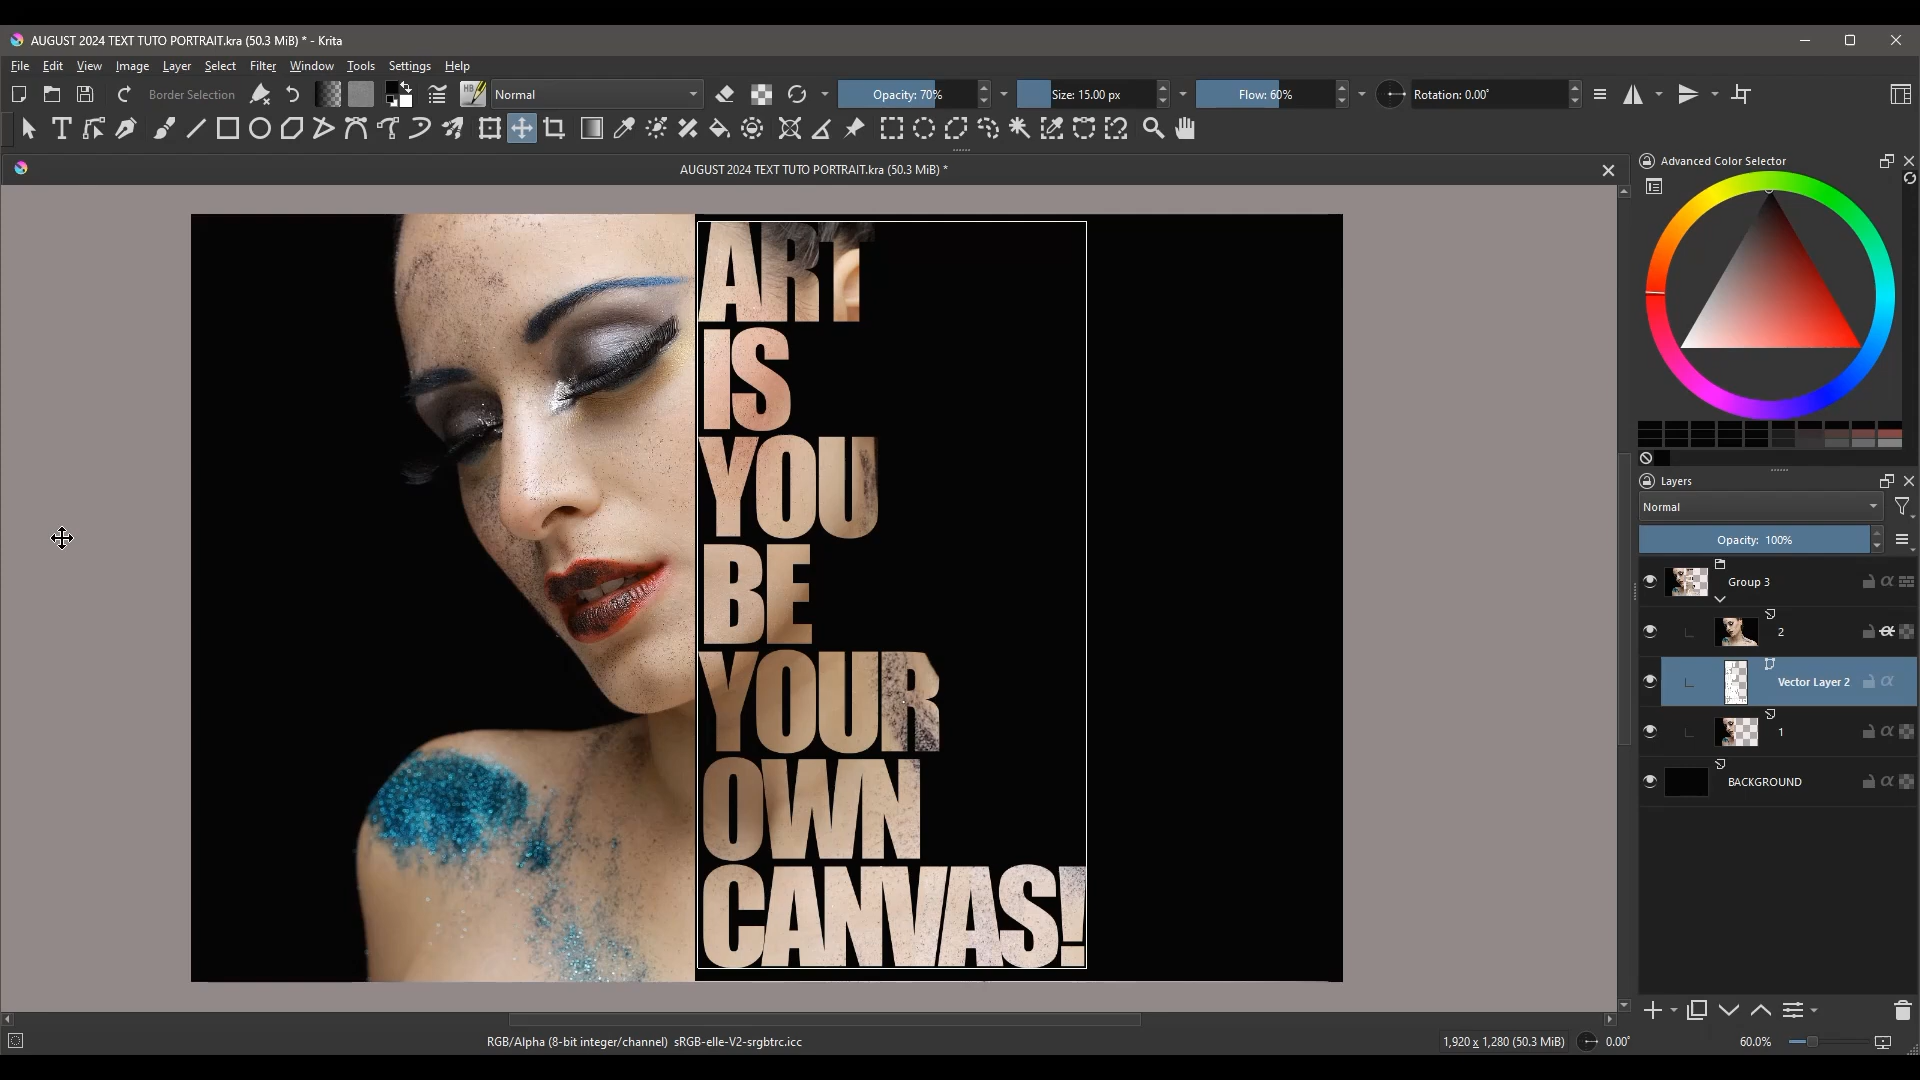 AUGUST 2024 TEXT TUTO PORTRAIT.kra (50.3 MiB) * - Krita
File Edit View Image Layer Select Filter Window Tools Settings Help
Border Selection Normal Opacity: 70% Size: 15.00 px Flow: 60% Rotation: 0.00°
AUGUST 2024 TEXT TUTO PORTRAIT.kra (50.3 MiB) *
Advanced Color Selector
ART
IS
YOU
BE
YOUR
OWN
CANVAS!
Layers
Normal
Opacity: 100%
Group 3
2
Vector Layer 2
1
BACKGROUND
RGB/Alpha (8-bit integer/channel) sRGB-elle-V2-srgbtrc.icc
1,920 x 1,280 (50.3 MiB)
0.00°
60.0%